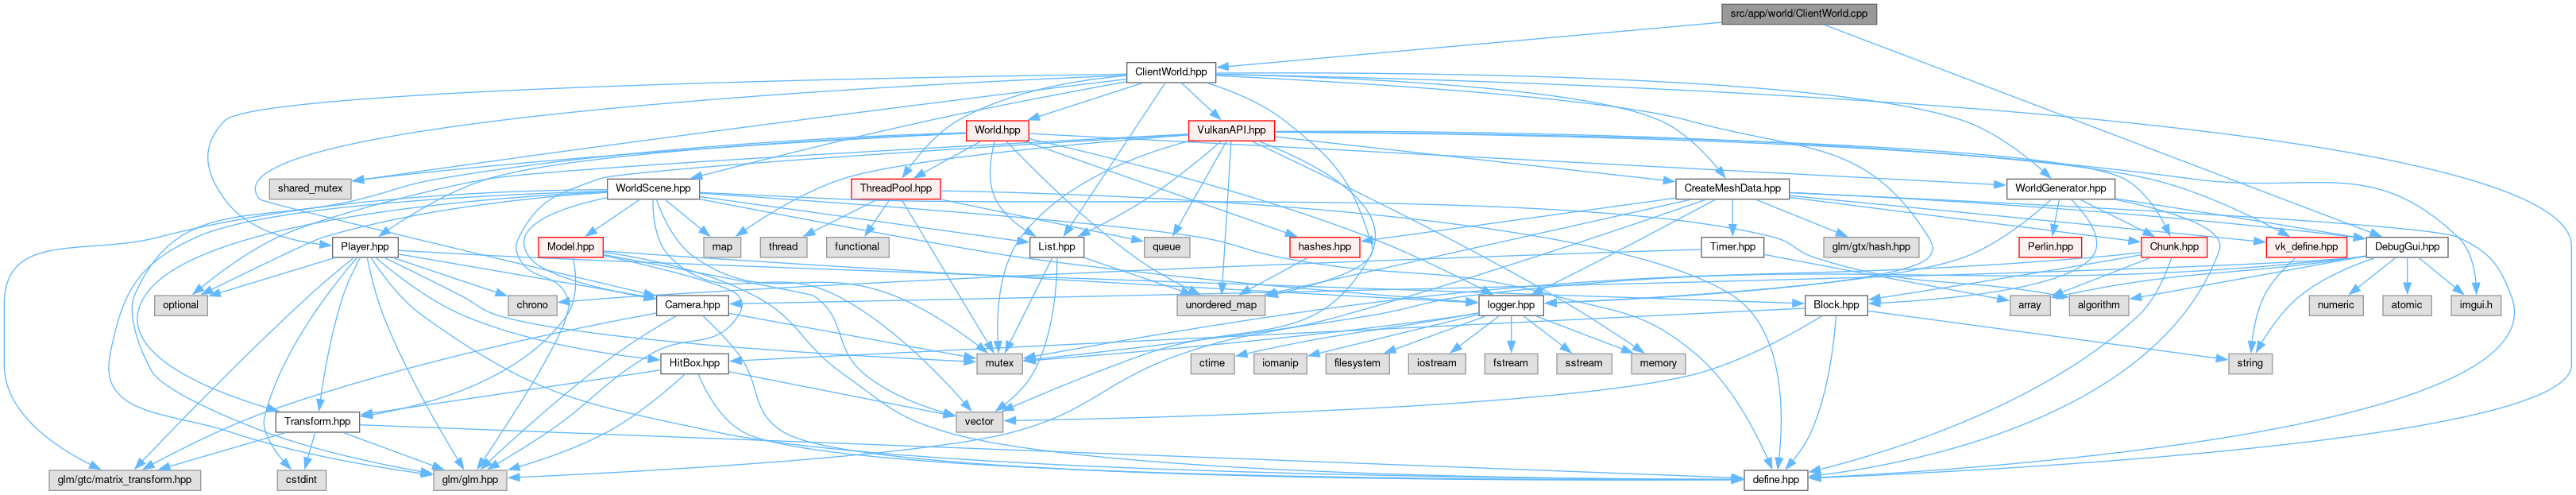 src/app/world/ClientWorld.cpp
ClientWorld.hpp
World.hpp
VulkanAPI.hpp
shared_mutex
WorldScene.hpp
ThreadPool.hpp
CreateMeshData.hpp
WorldGenerator.hpp
Player.hpp
Model.hpp
map
thread
functional
List.hpp
queue
hashes.hpp
Timer.hpp
glm/gtx/hash.hpp
Perlin.hpp
Chunk.hpp
vk_define.hpp
DebugGui.hpp
optional
chrono
Camera.hpp
unordered_map
logger.hpp
Block.hpp
array
algorithm
numeric
atomic
imgui.h
HitBox.hpp
mutex
ctime
iomanip
filesystem
iostream
fstream
sstream
memory
string
Transform.hpp
vector
glm/gtc/matrix_transform.hpp
cstdint
glm/glm.hpp
define.hpp